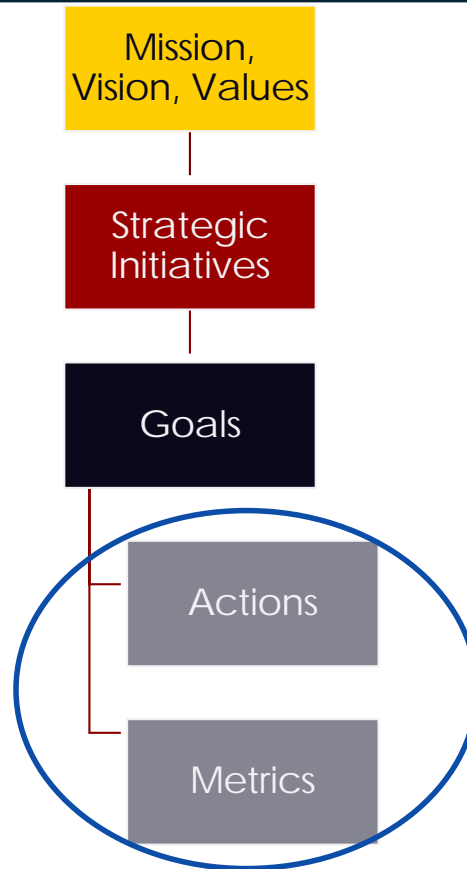 Mission,
Vision, Values
Strategic
Initiatives
Goals
Actions
Metrics